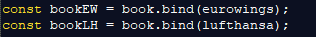 const bookEW = book.bind(eurowings);
const bookLH = book.bind(lufthansa);